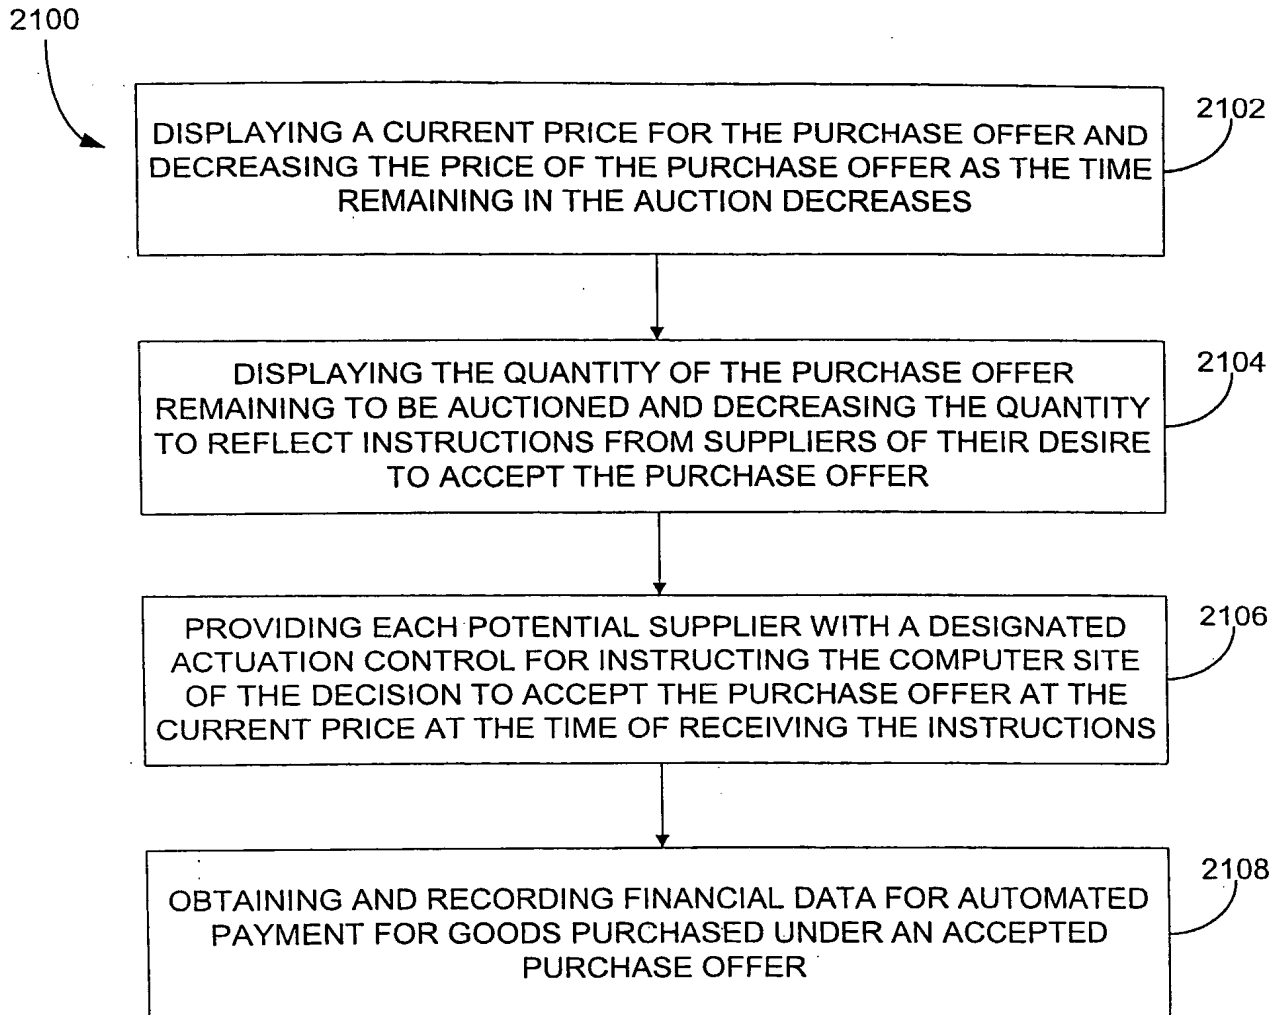 2100
2102
DISPLAYING A CURRENT PRICE FOR THE PURCHASE OFFER AND
DECREASING THE PRICE OF THE PURCHASE OFFER AS THE TIME
REMAINING IN THE AUCTION DECREASES
2104
DISPLAYING THE QUANTITY OF THE PURCHASE OFFER
REMAINING TO BE AUCTIONED AND DECREASING THE QUANTITY
TO REFLECT INSTRUCTIONS FROM SUPPLIERS OF THEIR DESIRE
TO ACCEPT THE PURCHASE OFFER
2106
PROVIDING EACH POTENTIAL SUPPLIER WITH A DESIGNATED
ACTUATION CONTROL FOR INSTRUCTING THE COMPUTER SITE
OF THE DECISION TO ACCEPT THE PURCHASE OFFER AT THE
CURRENT PRICE AT THE TIME OF RECEIVING THE INSTRUCTIONS
2108
OBTAINING AND RECORDING FINANCIAL DATA FOR AUTOMATED
PAYMENT FOR GOODS PURCHASED UNDER AN ACCEPTED
PURCHASE OFFER